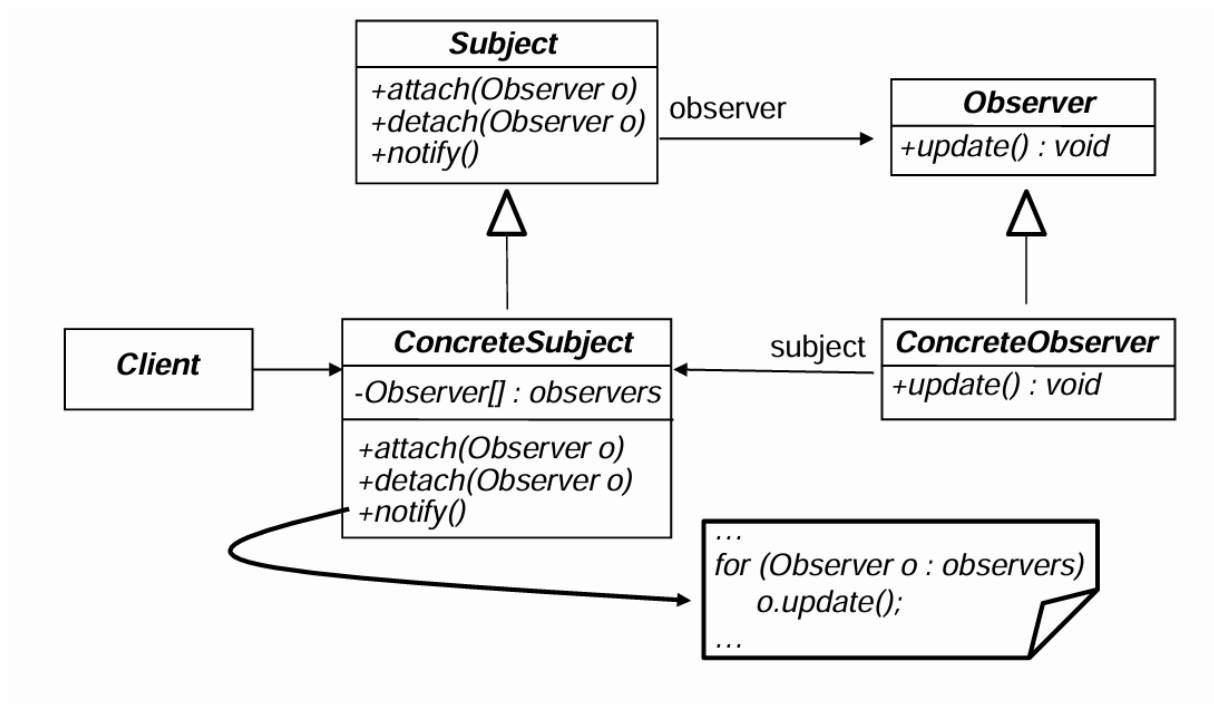 Subject
+attach(Observer o)
+detach(Observer o)
+notify()
observer
Observer
+update() : void
Client
ConcreteSubject
-Observer[] : observers
+attach(Observer o)
+detach(Observer o)
+notify()
subject
ConcreteObserver
+update() : void
…
for (Observer o : observers)
o.update();
…